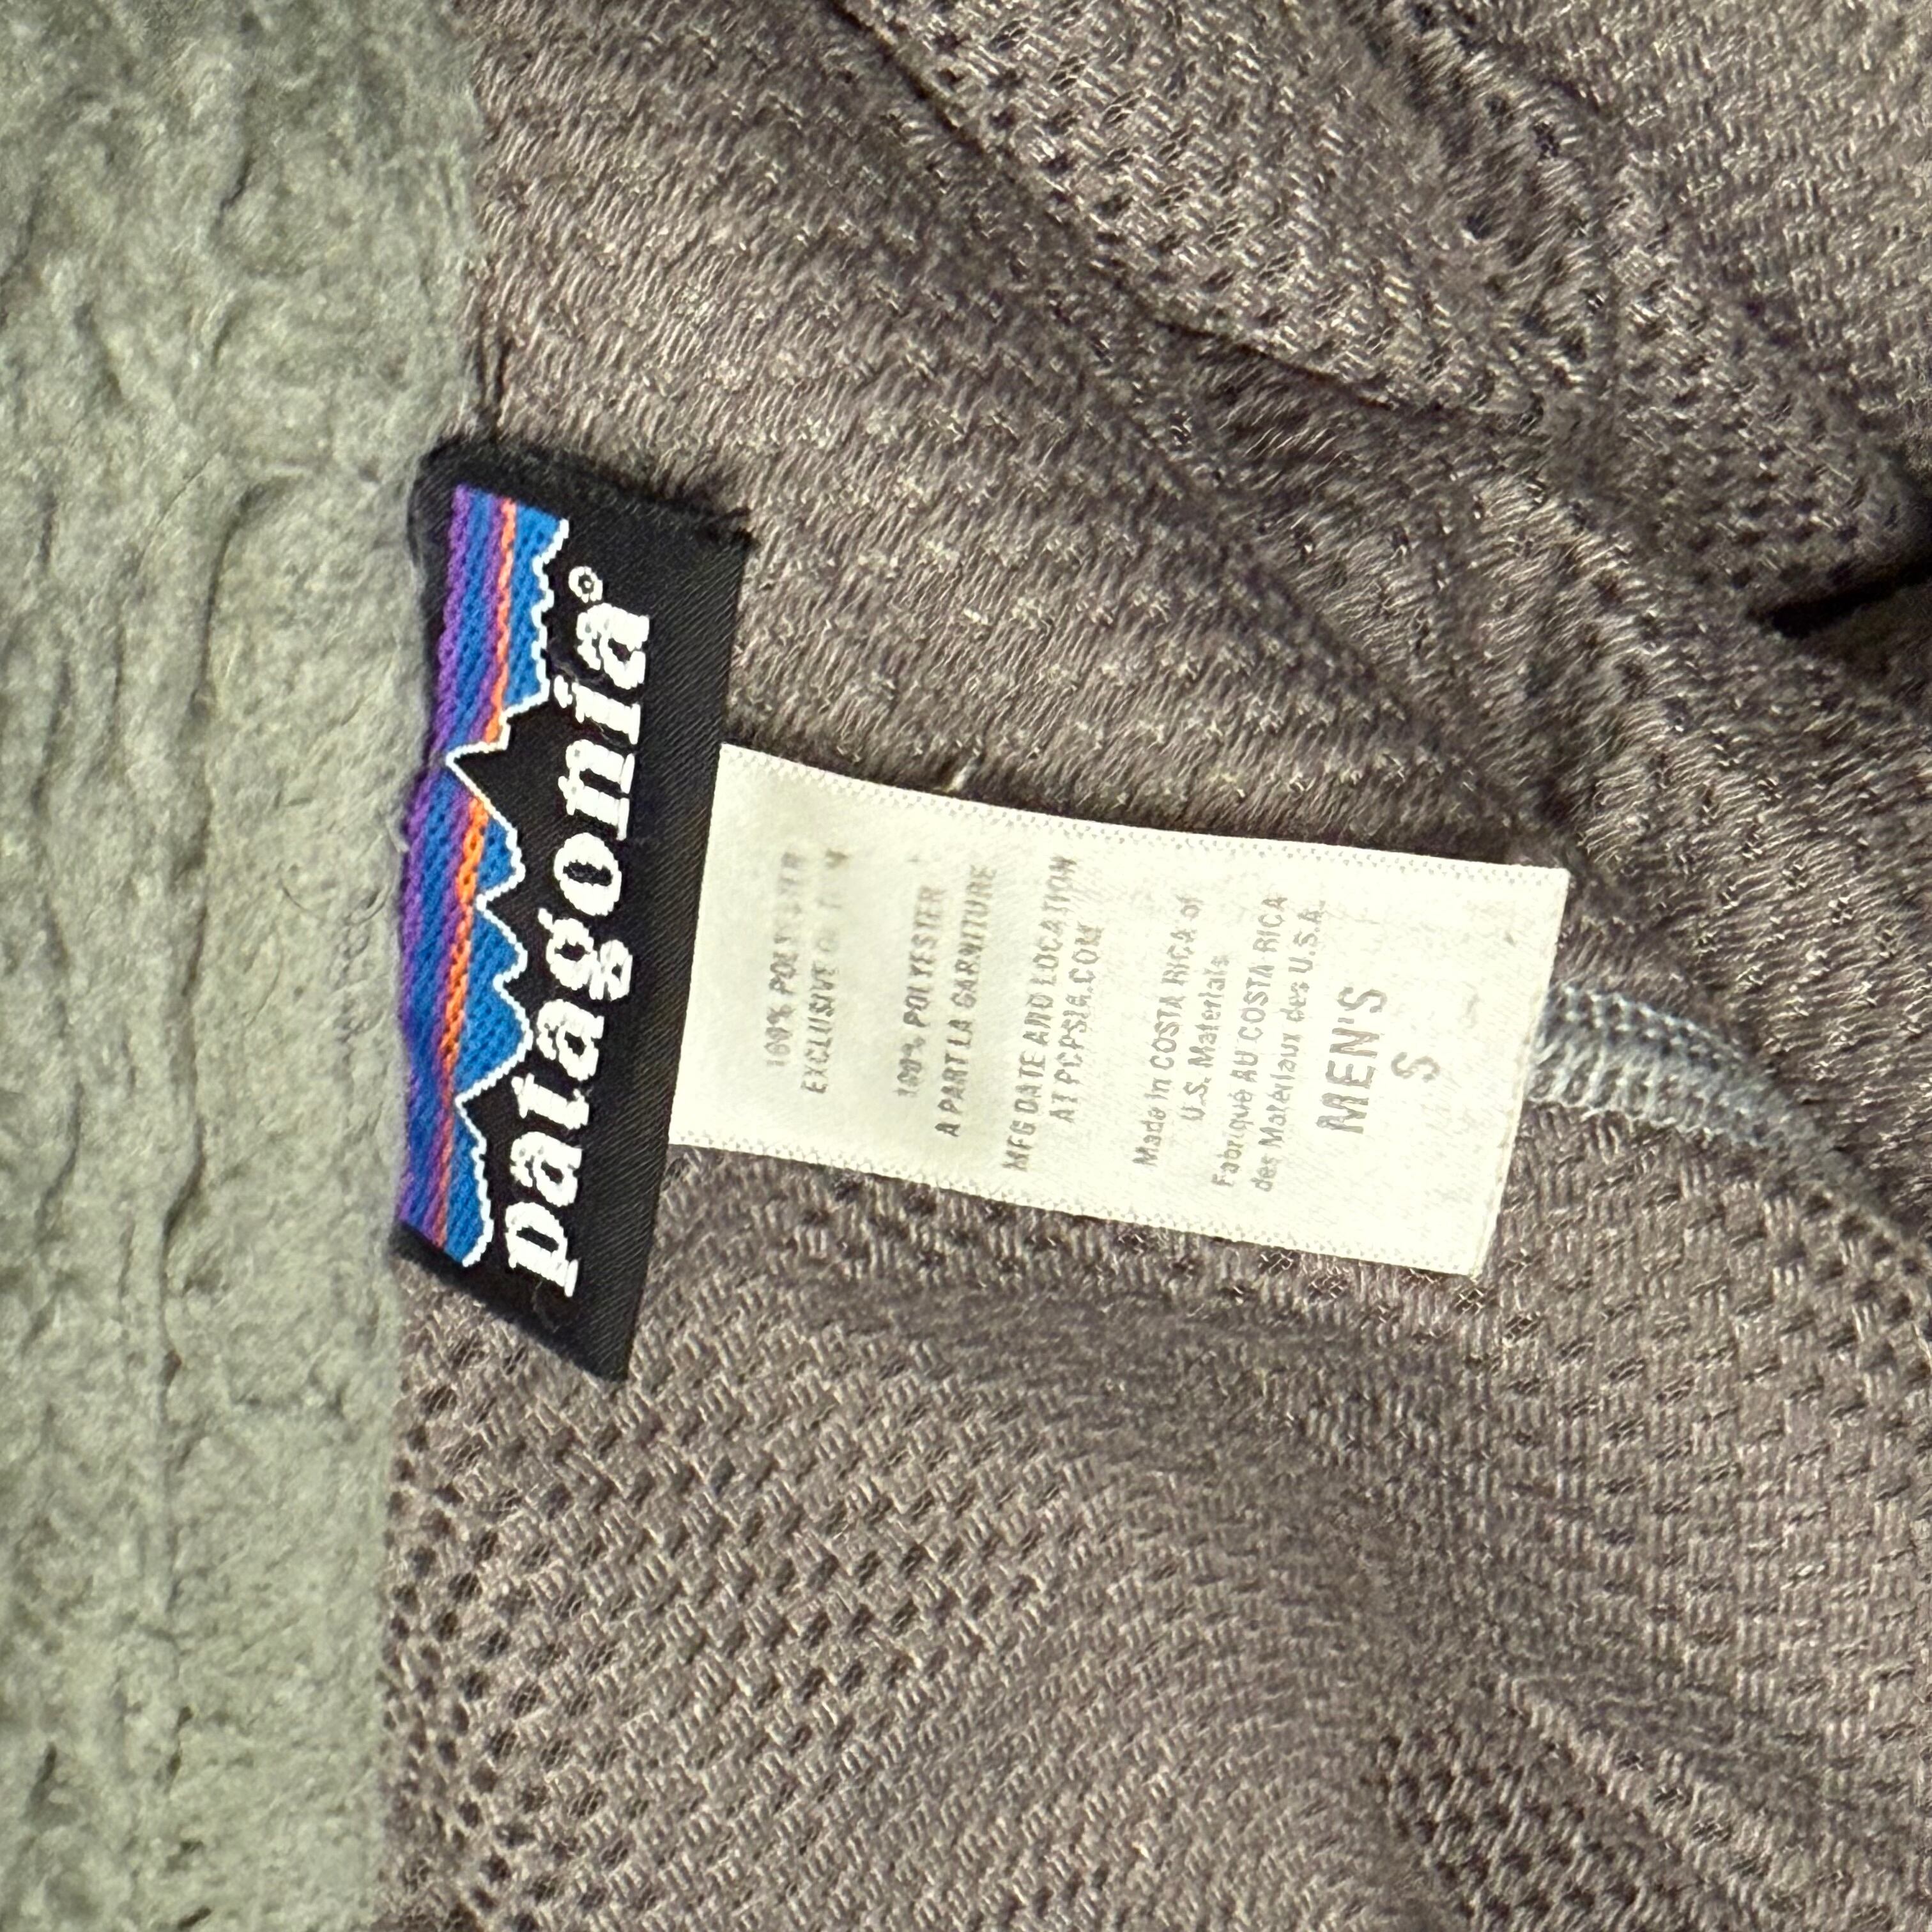 patagonia®
100% POLYESTER
EXCLUSIVE OF
100% POLYESTER
A PART LA GARNITURE
MFG DATE AND LOCATION
AT PCPSIA.COM
Made in COSTA RICA of
U.S. Materials
Fabriqué AU COSTA RICA
des Materiaux des U.S.A.
MEN'S
S